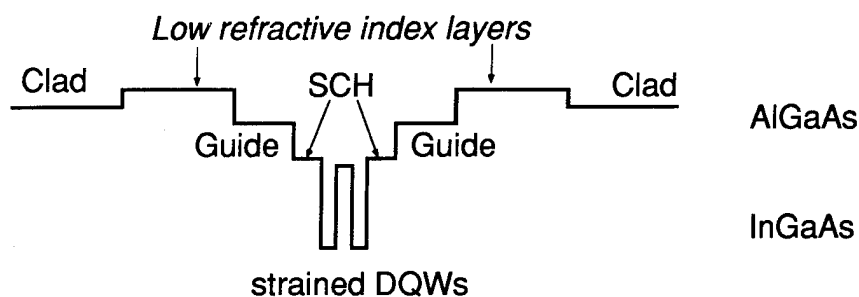 Low refractive index layers
Clad
SCH
Clad
AlGaAs
Guide
Guide
InGaAs
strained DQWs